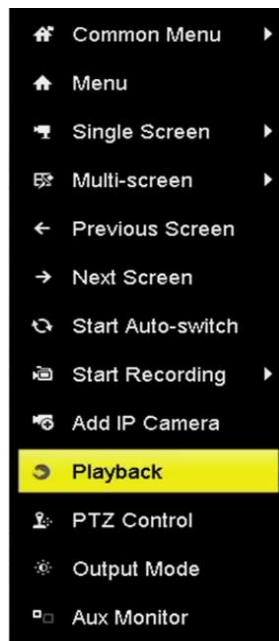 Common Menu
Menu
Single Screen
Multi-screen
Previous Screen
Next Screen
Start Auto-switch
Start Recording
Add IP Camera
Playback
PTZ Control
Output Mode
Aux Monitor